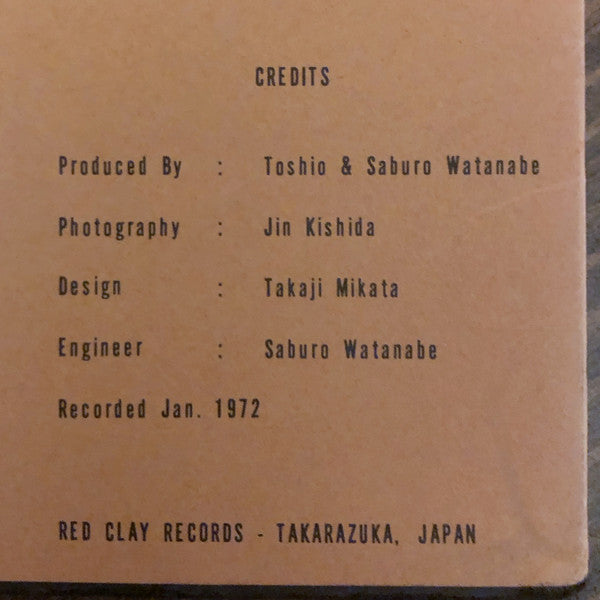 CREDITS
Produced By : Toshio & Saburo Watanabe
Photography : Jin Kishida
Design : Takaji Mikata
Engineer : Saburo Watanabe
Recorded Jan. 1972
RED CLAY RECORDS - TAKARAZUKA, JAPAN